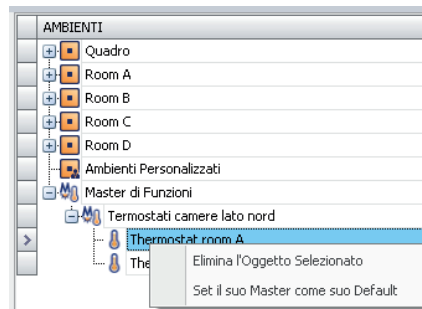 AMBIENTI
Quadro
Room A
Room B
Room C
Room D
Ambienti Personalizzati
Master di Funzioni
Termostati camere lato nord
Thermostat room A
The
Elimina l'Oggetto Selezionato
Set il suo Master come suo Default